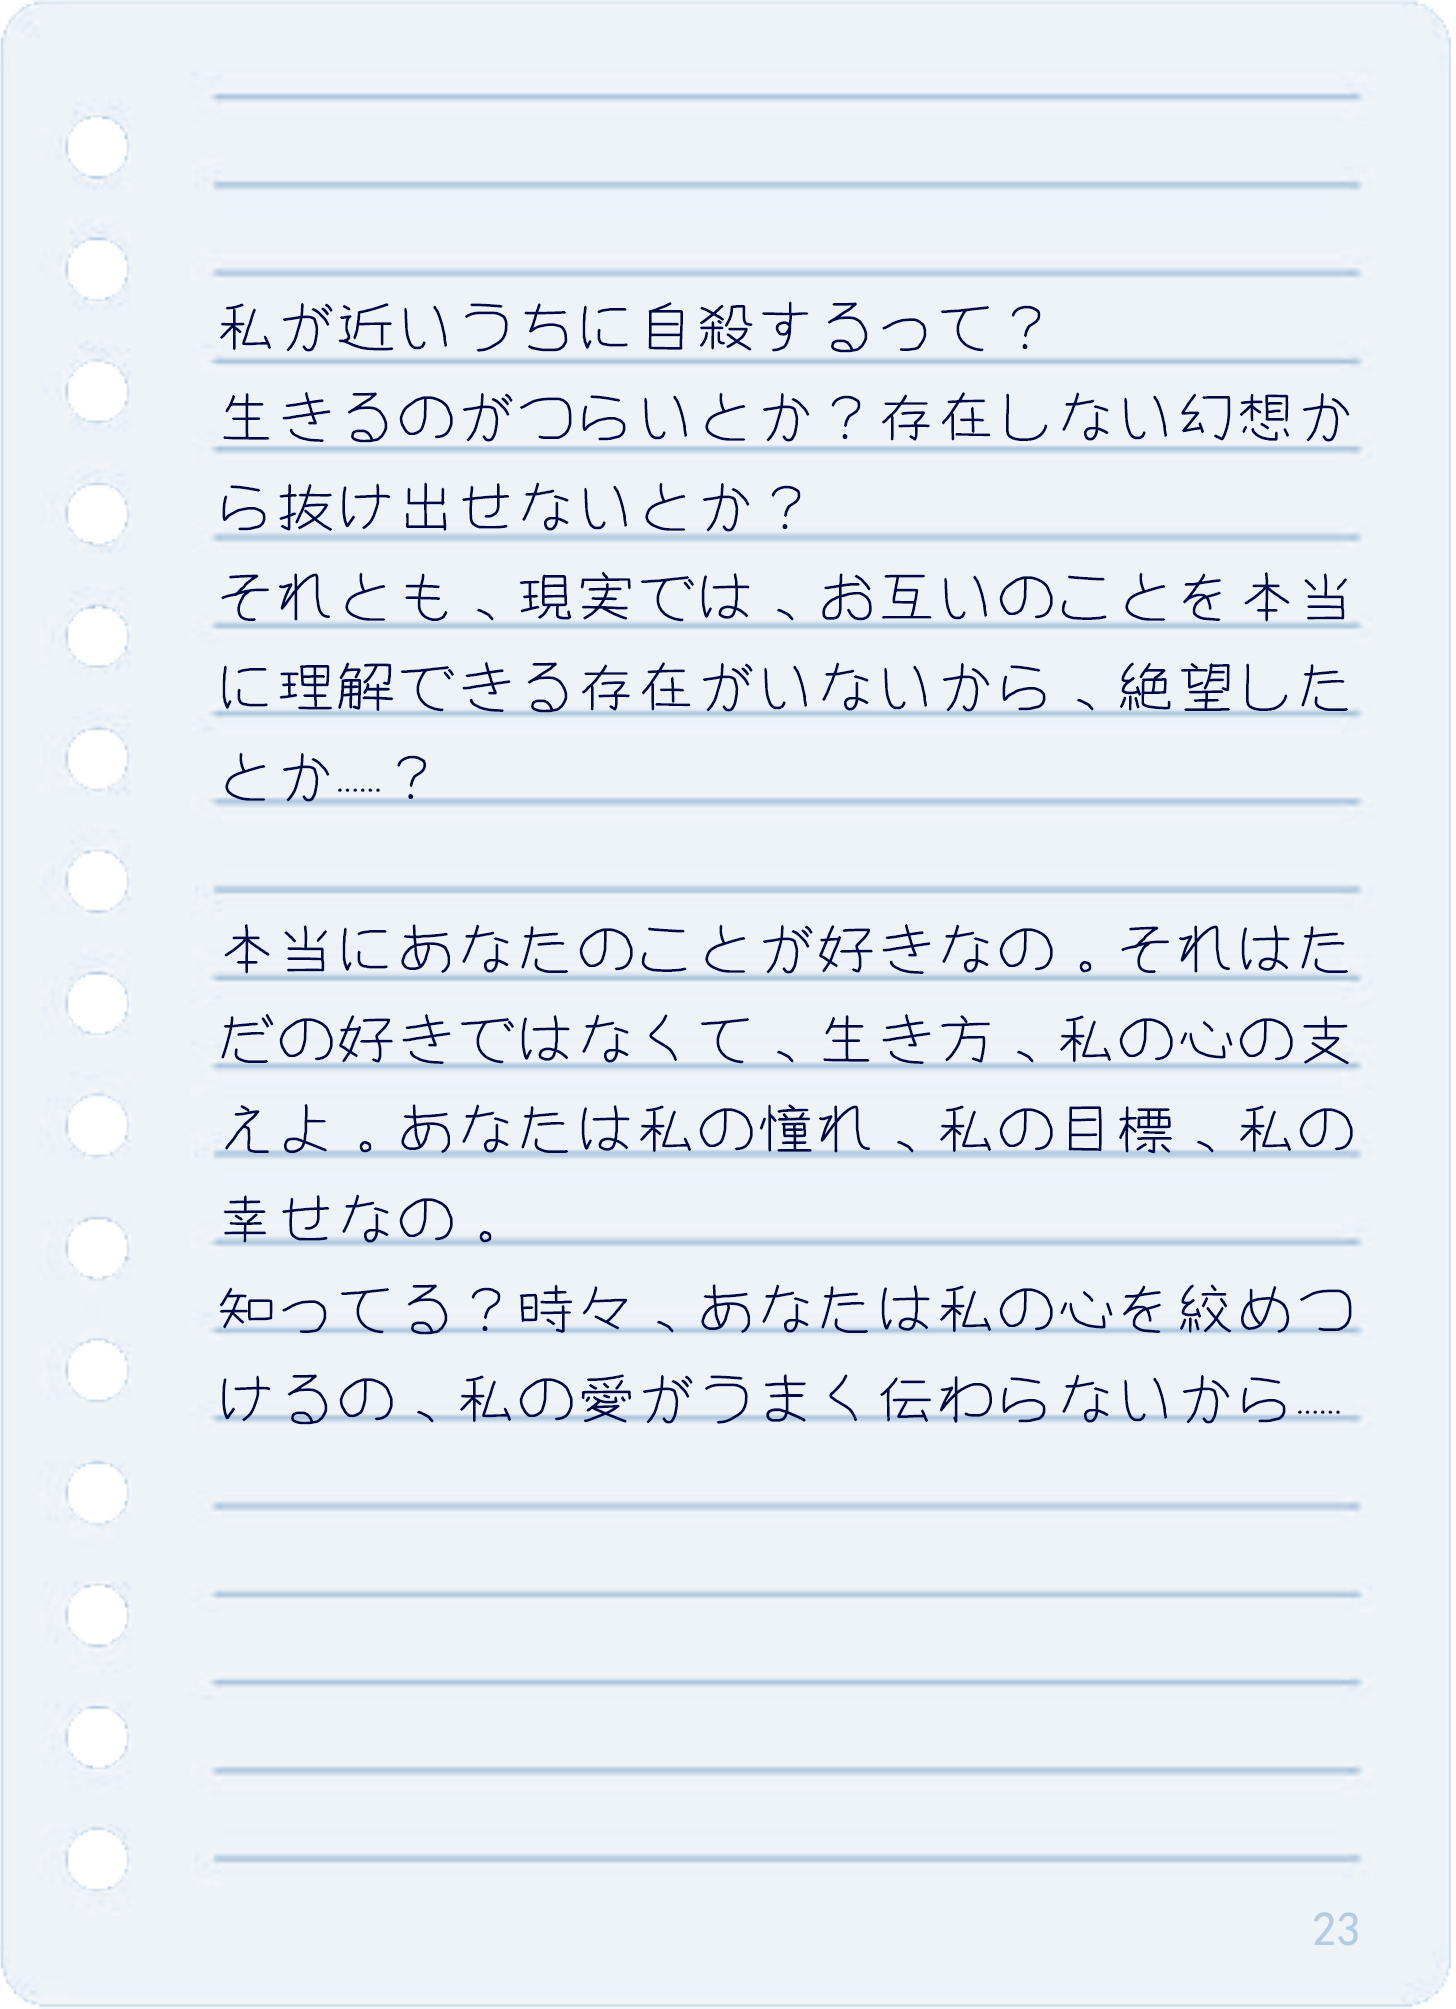 私が近いうちに自殺するって？
生きるのがつらいとか？存在しない幻想か
ら抜け出せないとか？
それとも、現実では、お互いのことを本当
に理解できる存在がいないから、絶望した
とか……？
本当にあなたのことが好きなの。それはた
だの好きではなくて、生き方、私の心の支
えよ。あなたは私の憧れ、私の目標、私の
幸せなの。
知ってる？時々、あなたは私の心を絞めつ
けるの、私の愛がうまく伝わらないから……
23